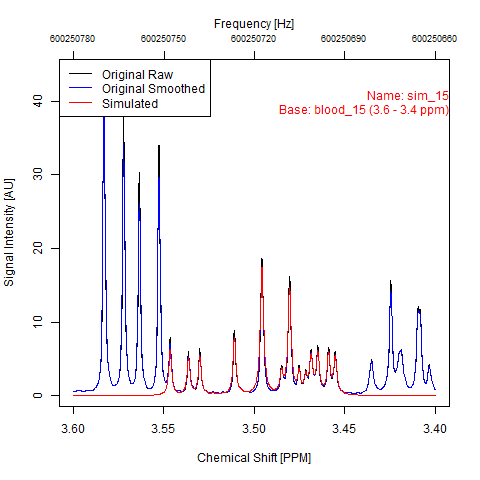 Frequency [Hz]
600250780 600250750 600250720 600250690 600250660
Original Raw
Original Smoothed
Simulated
Name: sim_15
Base: blood_15 (3.6 - 3.4 ppm)
Signal Intensity [AU]
40
30
20
10
0
3.60 3.55 3.50 3.45 3.40
Chemical Shift [PPM]